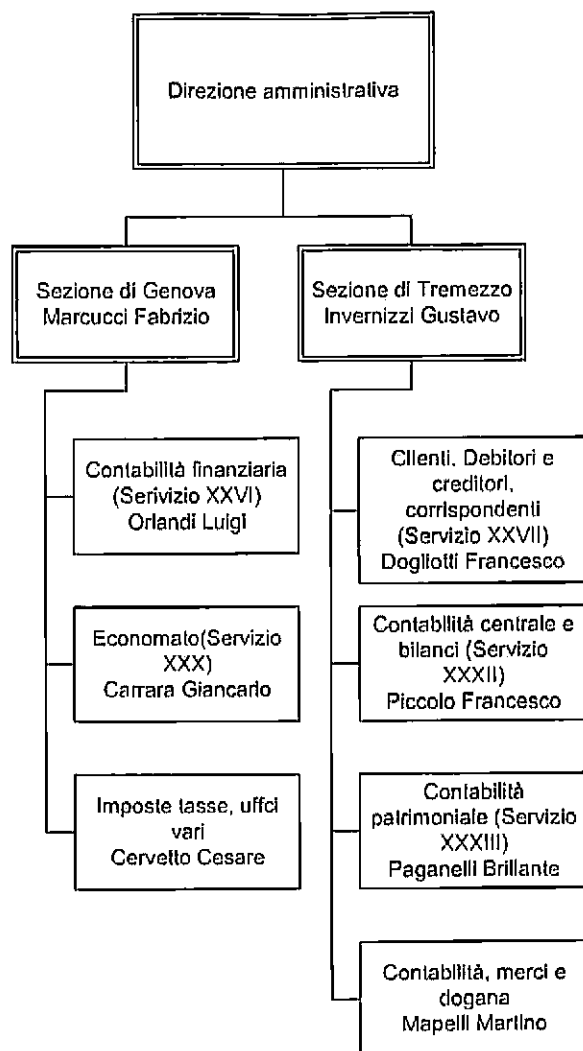 Direzione amministrativa
Sezione di Genova
Marcucci Fabrizio
Sezione di Tremezzo
Invernizzi Gustavo
Contabilità finanziaria
(Serivizio XXVI)
Orlandi Luigi
Economato(Servizio
XXX)
Carrara Giancarlo
Imposte tasse, uffci
vari
Cervetto Cesare
Clienti. Debitori e
creditori,
corrispondenti
(Servizio XXVII)
Dogliotti Francesco
Contabilità centrale e
bilanci (Servizio
XXXII)
Piccolo Francesco
Contabilità
patrimoniale (Servizio
XXXIII)
Paganelli Brillante
Contabilità, merci e
dogana
Mapelli Martino